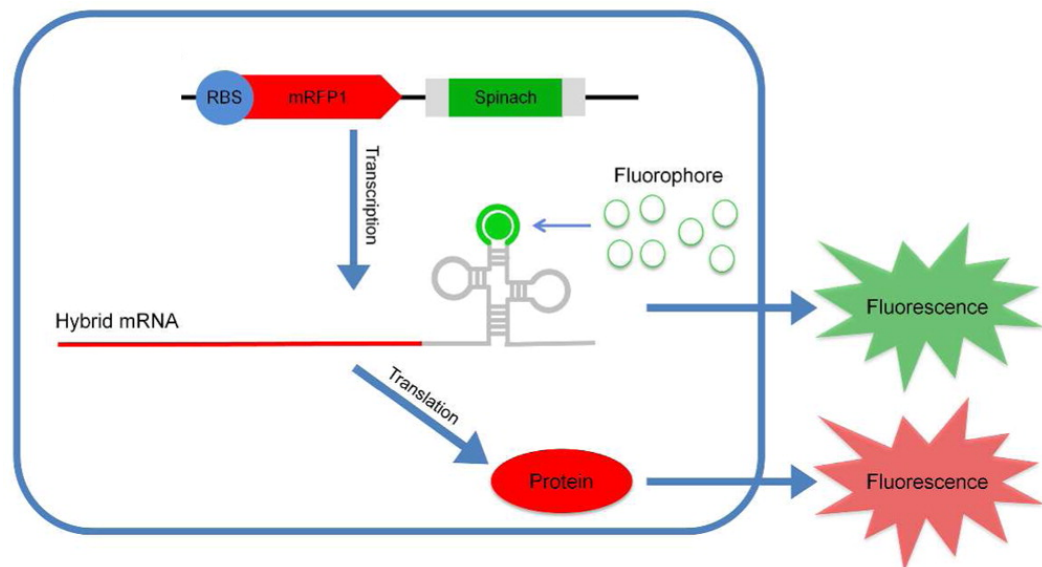 RBS
mRFP1
Spinach
Transcription
Fluorophore
Hybrid mRNA
Fluorescence
Translation
Protein
Fluorescence